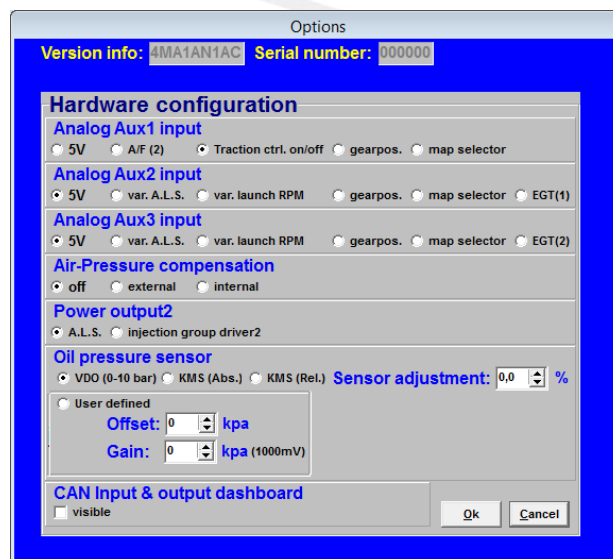 Options
Version info: 4MA1AN1AC Serial number: 000000
Hardware configuration
Analog Aux1 input
5V A/F (2) Traction ctrl. on/off gearpos. map selector
Analog Aux2 input
5V var. A.L.S. var. launch RPM gearpos. map selector EGT(1)
Analog Aux3 input
5V var. A.L.S. var. launch RPM gearpos. map selector EGT(2)
Air-Pressure compensation
off external internal
Power output2
A.L.S. injection group driver2
Oil pressure sensor
VDO (0-10 bar) KMS (Abs.) KMS (Rel.) Sensor adjustment: 0,0 %
User defined
Offset: 0 kpa
Gain: 0 kpa (1000mV)
CAN Input & output dashboard
visible
Ok Cancel